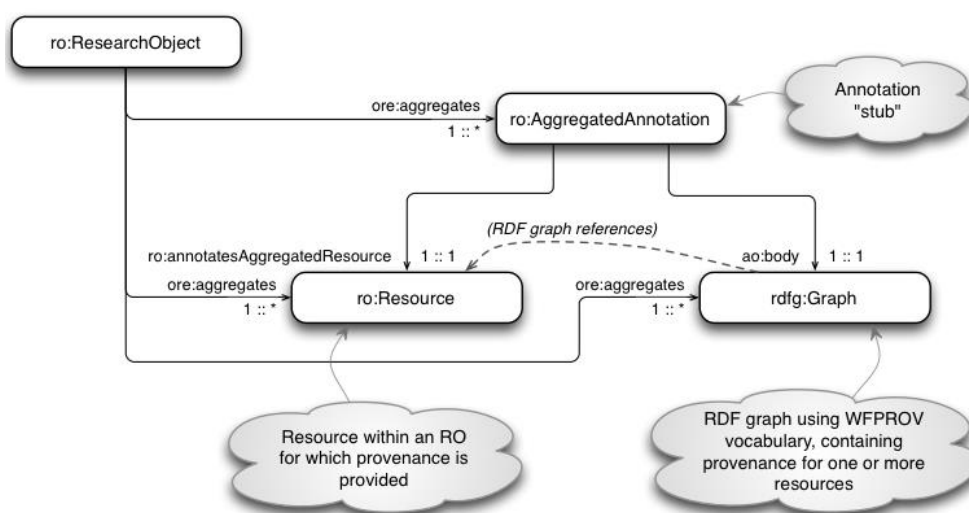 ro:ResearchObject
ore:aggregates
1 :: *
ro:AggregatedAnnotation
Annotation
"stub"
(RDF graph references)
ro:annotatesAggregatedResource
1 :: 1
ao:body
1 :: 1
ore:aggregates
1 :: *
ro:Resource
ore:aggregates
1 :: *
rdfg:Graph
Resource within an RO
for which provenance is
provided
RDF graph using WFPROV
vocabulary, containing
provenance for one or more
resources